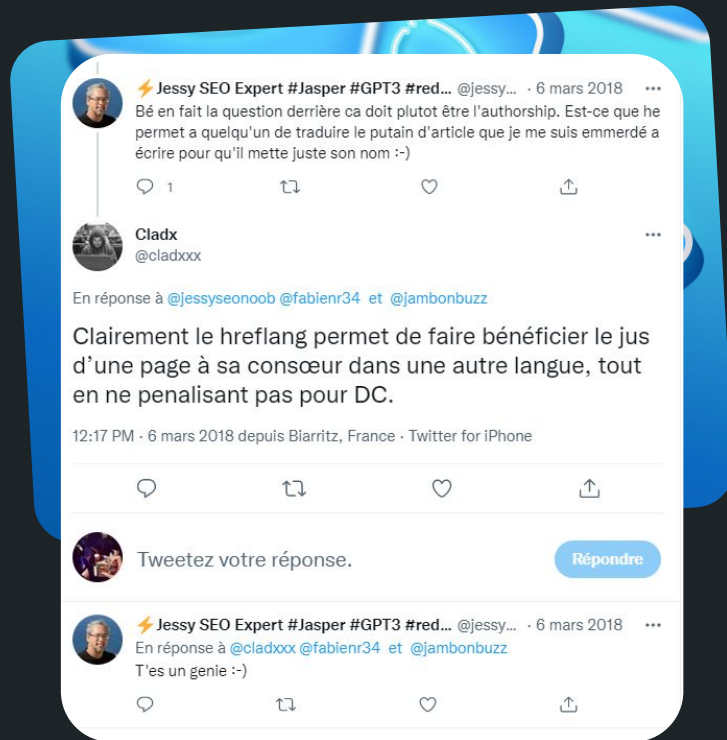 ⚡Jessy SEO Expert #Jasper #GPT3 #red... @jessy... · 6 mars 2018
Bé en fait la question derrière ca doit plutot être l'authorship. Est-ce que he
permet a quelqu'un de traduire le putain d'article que je me suis emmerdé a
écrire pour qu'il mette juste son nom :-)
1
Cladx
@cladxxx
En réponse à @jessyseonoob @fabienr34 et @jambonbuzz
Clairement le hreflang permet de faire bénéficier le jus
d’une page à sa consœur dans une autre langue, tout
en ne penalisant pas pour DC.
12:17 PM · 6 mars 2018 depuis Biarritz, France · Twitter for iPhone
Tweetez votre réponse.
Répondre
⚡Jessy SEO Expert #Jasper #GPT3 #red... @jessy... · 6 mars 2018
En réponse à @cladxxx @fabienr34 et @jambonbuzz
T'es un genie :-)